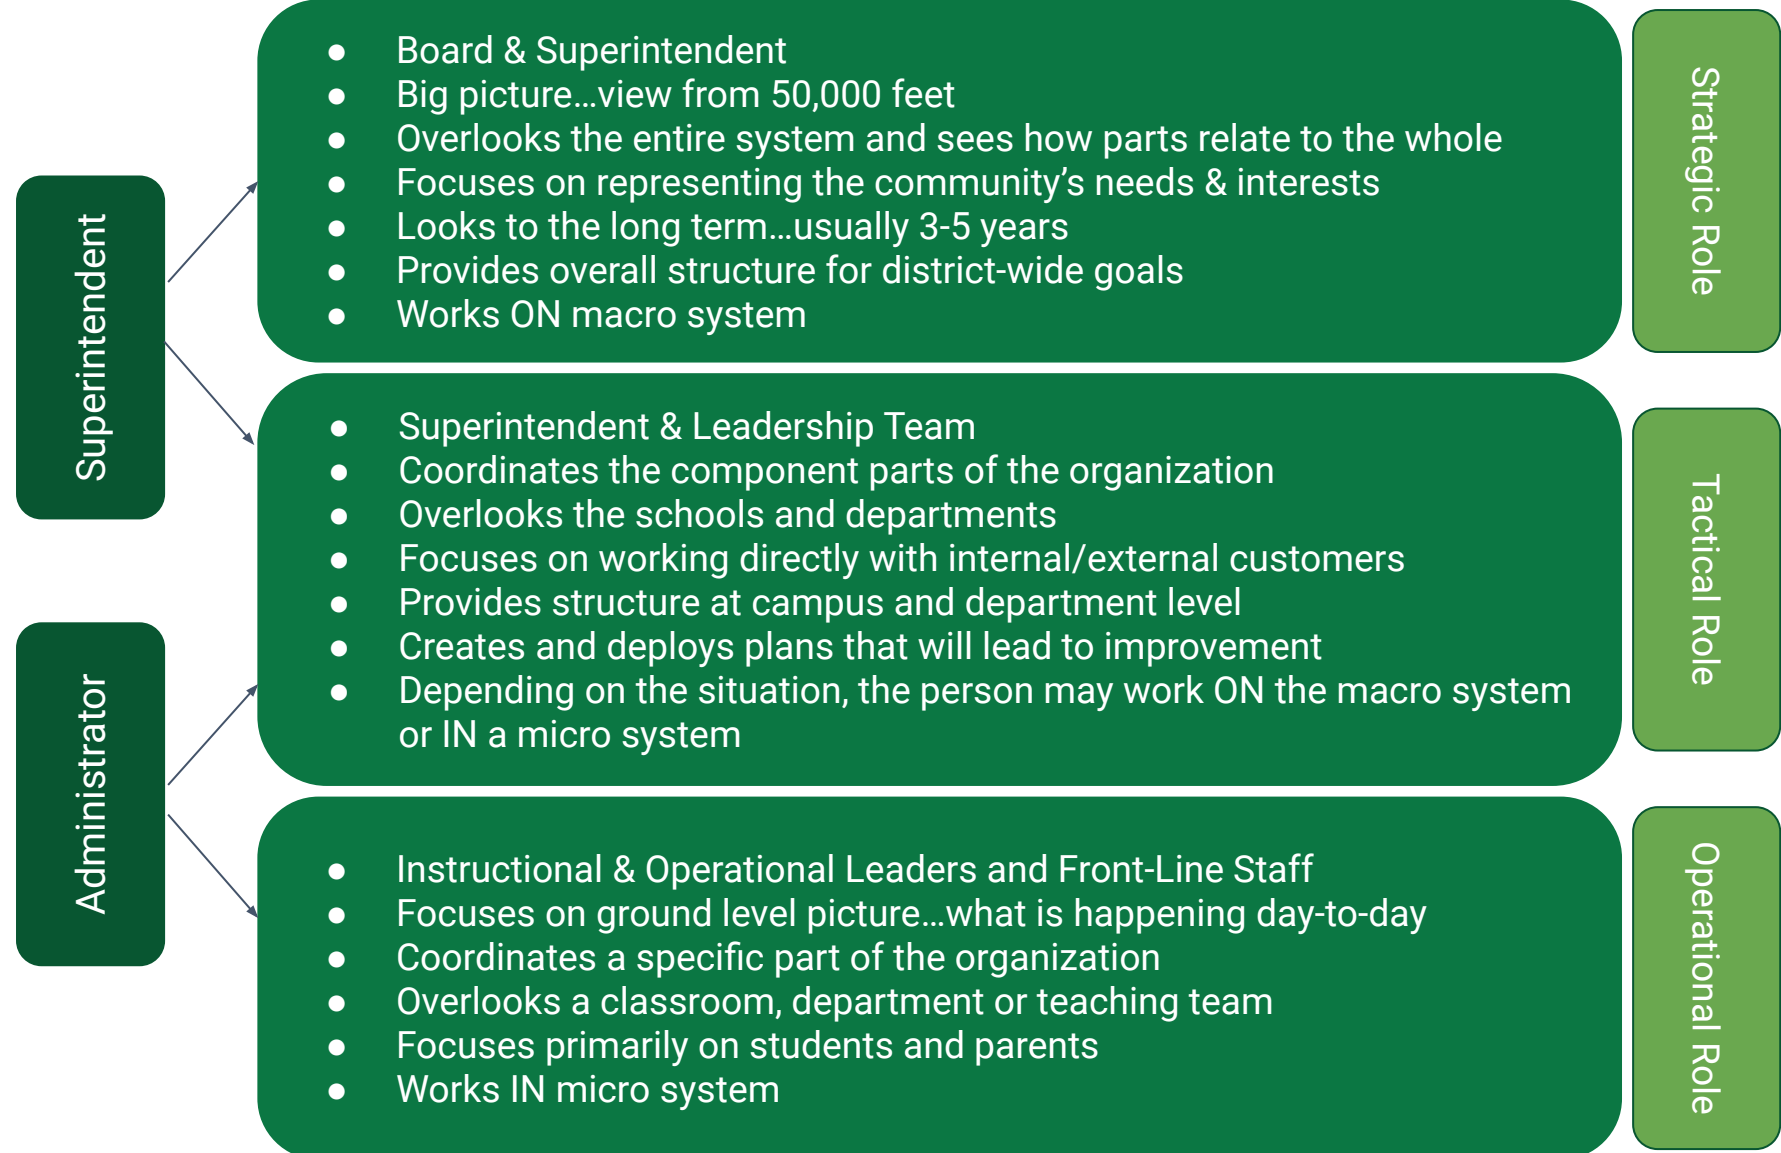 Superintendent
● Board & Superintendent
● Big picture…view from 50,000 feet
● Overlooks the entire system and sees how parts relate to the whole
● Focuses on representing the community’s needs & interests
● Looks to the long term…usually 3-5 years
● Provides overall structure for district-wide goals
● Works ON macro system
Strategic Role
● Superintendent & Leadership Team
● Coordinates the component parts of the organization
● Overlooks the schools and departments
● Focuses on working directly with internal/external customers
● Provides structure at campus and department level
● Creates and deploys plans that will lead to improvement
● Depending on the situation, the person may work ON the macro system
or IN a micro system
Tactical Role
Administrator
● Instructional & Operational Leaders and Front-Line Staff
● Focuses on ground level picture…what is happening day-to-day
● Coordinates a specific part of the organization
● Overlooks a classroom, department or teaching team
● Focuses primarily on students and parents
● Works IN micro system
Operational Role